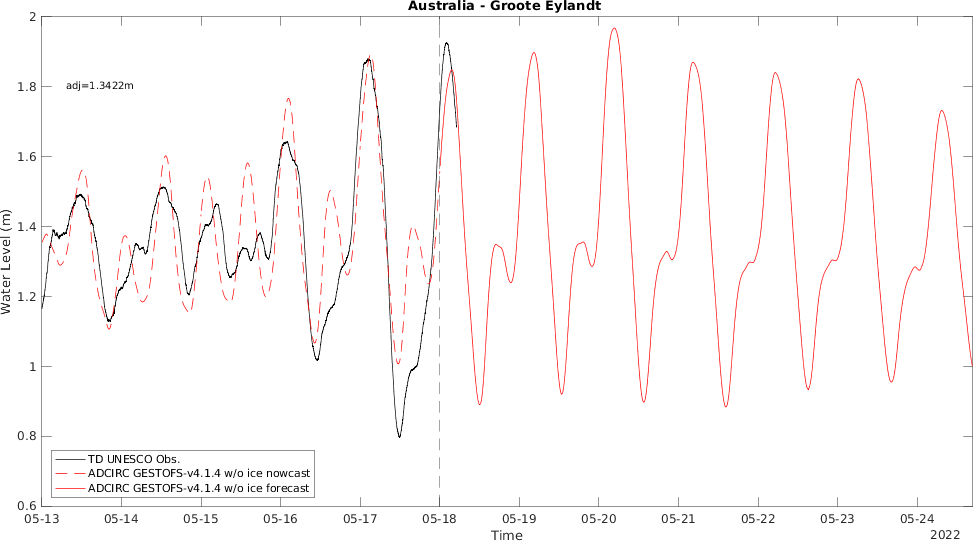 Australia - Groote Eylandt
adj=1.3422m
Water Level (m)
2
1.8
1.6
1.4
1.2
1
0.8
0.6
TD UNESCO Obs.
ADCIRC GESTOFS-v4.1.4 w/o ice nowcast
ADCIRC GESTOFS-v4.1.4 w/o ice forecast
05-13 05-14 05-15 05-16 05-17 05-18 05-19 05-20 05-21 05-22 05-23 05-24
Time
2022